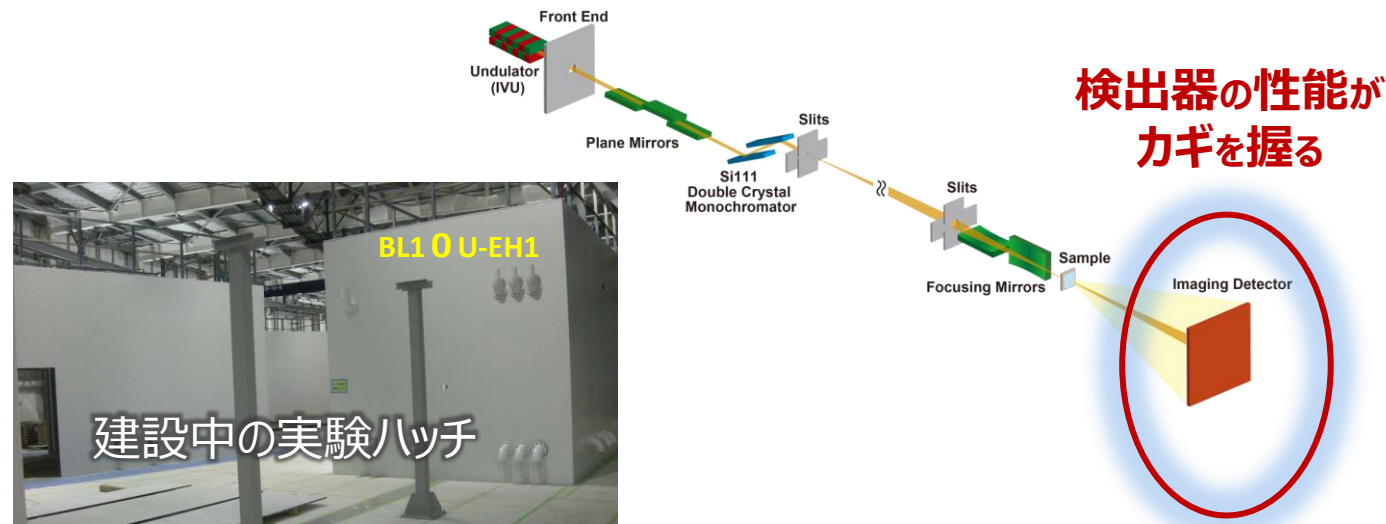 Front End
Undulator
(IVU)
Plane Mirrors
Si111
Double Crystal
Monochromator
Slits
Slits
Focusing Mirrors
Sample
Imaging Detector
検出器の性能が
カギを握る
BL10U-EH1
建設中の実験ハッチ